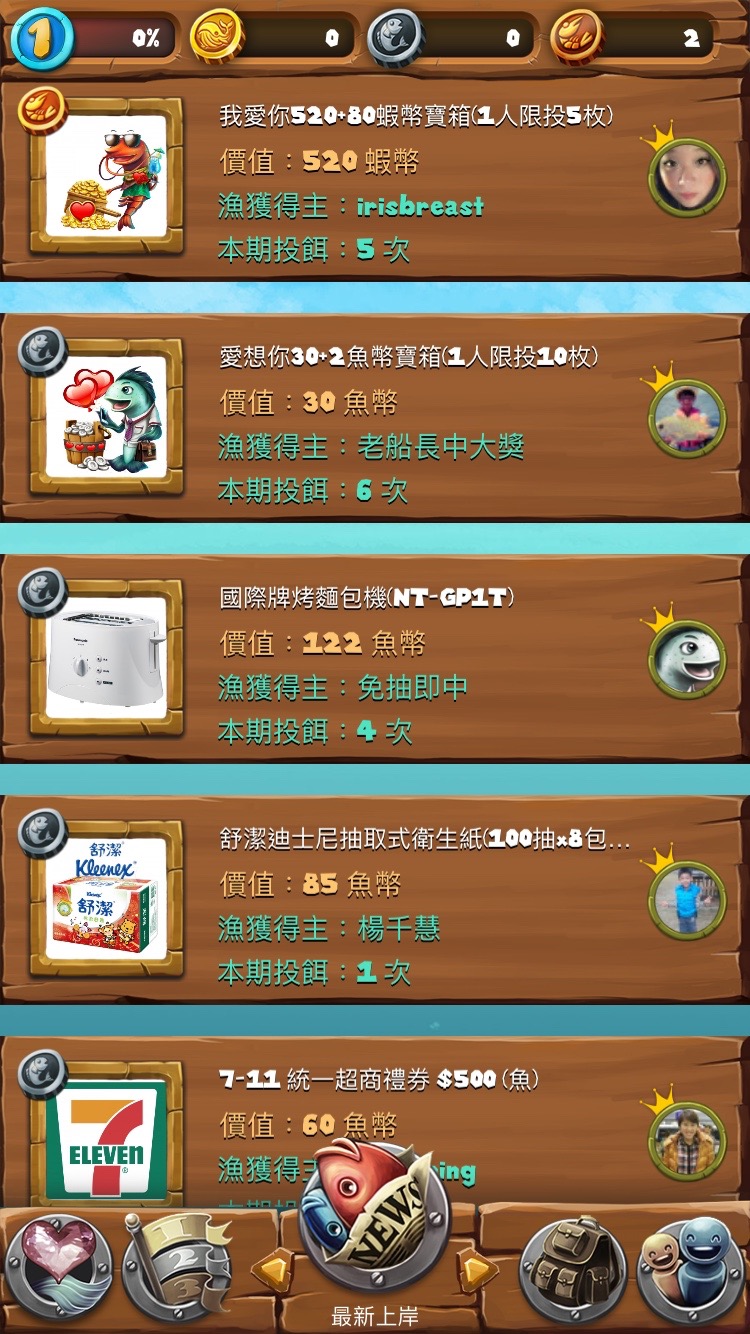 1
0%
0
0
2
我愛你520+80蝦幣寶箱(1人限投5枚)
價值：520 蝦幣
漁獲得主：irisbreast
本期投餌：5 次
愛想你30+2魚幣寶箱(1人限投10枚)
價值：30 魚幣
漁獲得主：老船長中大獎
本期投餌：6 次
國際牌烤麵包機(NT-GP1T)
價值：122 魚幣
漁獲得主：免抽即中
本期投餌：4 次
舒潔迪士尼抽取式衛生紙(100抽×8包...
舒潔
Kleenex
舒潔
價值：85 魚幣
漁獲得主：楊千慧
本期投餌：1 次
7-11 統一超商禮券 $500 (魚)
7
ELEVEn
®
價值：60 魚幣
漁獲得
ing
NEWS
1
2
3
最新上岸